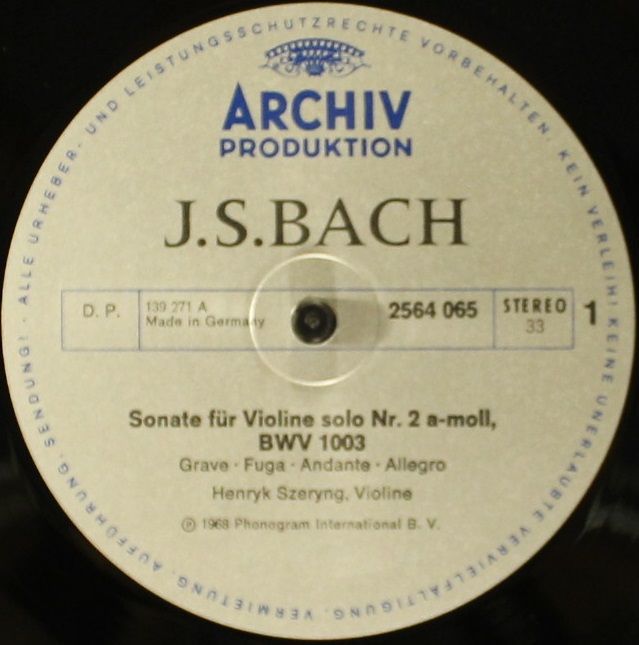 ALLE URHEBER- UND LEISTUNGSSCHUTZRECHTE VORBEHALTEN. KEIN VERLEIH! KEINE UNERLAUBTE VERVIELFÄLTIGUNG, VERMIETUNG, AUFFÜHRUNG, SENDUNG!
ARCHIV
PRODUKTION
J.S.BACH
D. P.
139 271 A
Made in Germany
2564 065
STEREO
33
1
Sonate für Violine solo Nr. 2 a-moll,
BWV 1003
Grave · Fuga · Andante · Allegro
Henryk Szeryng, Violine
Ⓟ 1968 Phonogram International B. V.